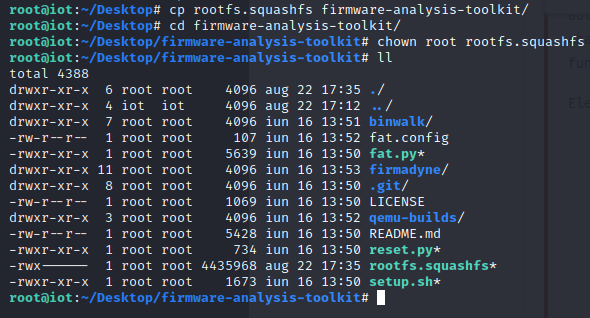 root@iot:~/Desktop# cp rootfs.squashfs firmware-analysis-toolkit/
root@iot:~/Desktop# cd firmware-analysis-toolkit/
root@iot:~/Desktop/firmware-analysis-toolkit# chown root rootfs.squashfs
root@iot:~/Desktop/firmware-analysis-toolkit# ll
total 4388
drwxr-xr-x  6 root root    4096 aug 22 17:35 ./
drwxr-xr-x  4 iot  iot     4096 aug 22 17:12 ../
drwxr-xr-x  7 root root    4096 iun 16 13:51 binwalk/
-rw-r--r--  1 root root     107 iun 16 13:52 fat.config
-rwxr-xr-x  1 root root    5639 iun 16 13:50 fat.py*
drwxr-xr-x 11 root root    4096 iun 16 13:53 firmadyne/
drwxr-xr-x  8 root root    4096 iun 16 13:50 .git/
-rw-r--r--  1 root root    1069 iun 16 13:50 LICENSE
drwxr-xr-x  3 root root    4096 iun 16 13:52 qemu-builds/
-rw-r--r--  1 root root    5428 iun 16 13:50 README.md
-rwxr-xr-x  1 root root     734 iun 16 13:50 reset.py*
-rwx------  1 root root 4435968 aug 22 17:35 rootfs.squashfs*
-rwxr-xr-x  1 root root    1673 iun 16 13:50 setup.sh*
root@iot:~/Desktop/firmware-analysis-toolkit#